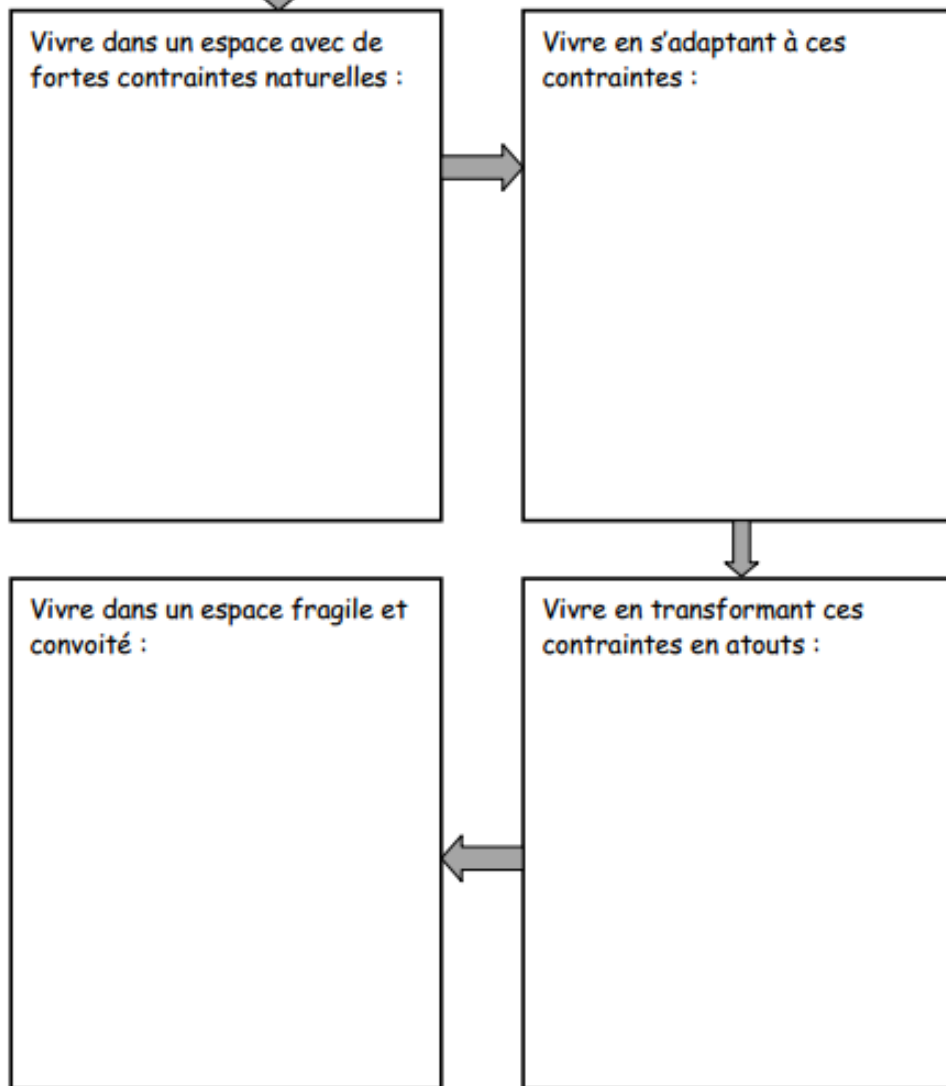 Vivre dans un espace avec de
fortes contraintes naturelles :
Vivre en s'adaptant à ces
contraintes :
Vivre dans un espace fragile et
convoité :
Vivre en transformant ces
contraintes en atouts :